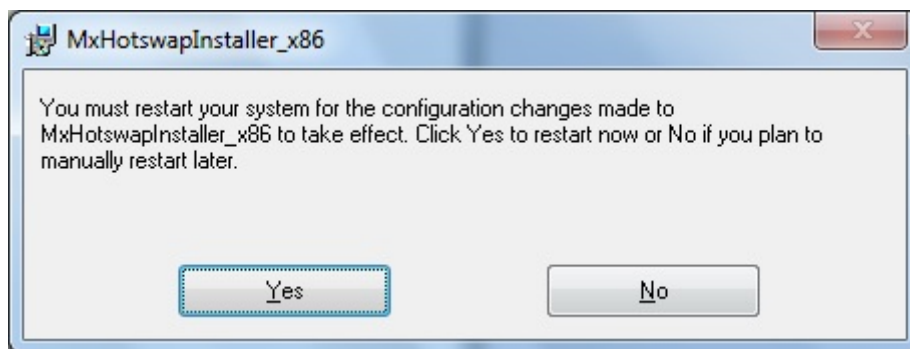 MxHotswapInstaller_x86
You must restart your system for the configuration changes made to
MxHotswapInstaller_x86 to take effect. Click Yes to restart now or No if you plan to
manually restart later.
Yes
No